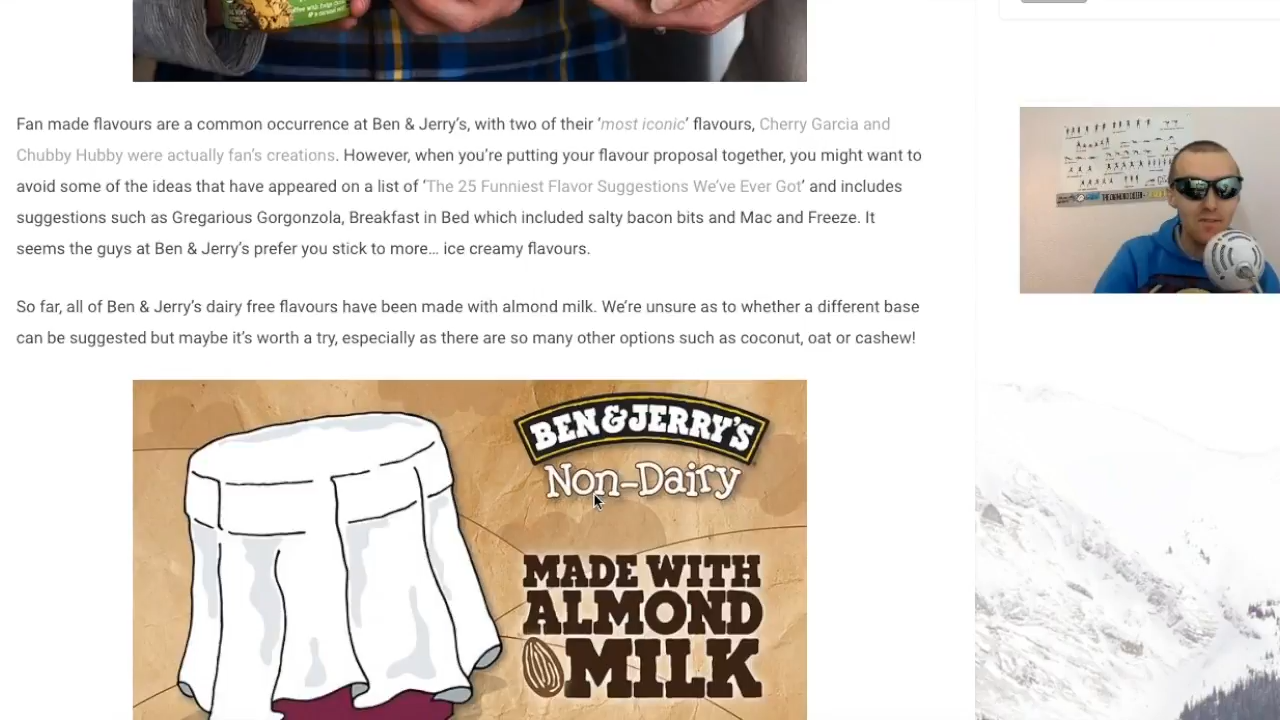 Fan made flavours are a common occurrence at Ben & Jerry’s, with two of their ‘most iconic’ flavours, Cherry Garcia and
Chubby Hubby were actually fan’s creations. However, when you’re putting your flavour proposal together, you might want to
avoid some of the ideas that have appeared on a list of ‘The 25 Funniest Flavor Suggestions We’ve Ever Got’ and includes
suggestions such as Gregarious Gorgonzola, Breakfast in Bed which included salty bacon bits and Mac and Freeze. It
seems the guys at Ben & Jerry’s prefer you stick to more… ice creamy flavours.
So far, all of Ben & Jerry’s dairy free flavours have been made with almond milk. We’re unsure as to whether a different base
can be suggested but maybe it’s worth a try, especially as there are so many other options such as coconut, oat or cashew!
BEN & JERRY’S
Non-Dairy
MADE WITH
ALMOND
MILK